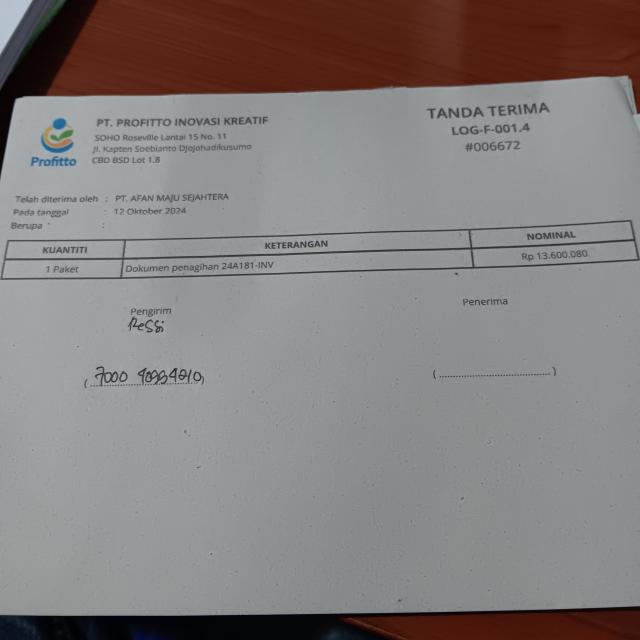 Profitto
PT. PROFITTO INOVASI KREATIF
SOHO Roseville Lantai 15 No. 11
Jl. Kapten Soebianto Djojohadikusumo
CBD BSD Lot 1.8
TANDA TERIMA
LOG-F-001.4
#006672
Telah diterima oleh : PT. AFAN MAJU SEJAHTERA
Pada tanggal : 12 Oktober 2024
Berupa :
KUANTITI KETERANGAN NOMINAL
1 Paket Dokumen penagihan 24A181-INV Rp 13.600.080
Pengirim Penerima
Ressi
( 7000 ) (..............................)